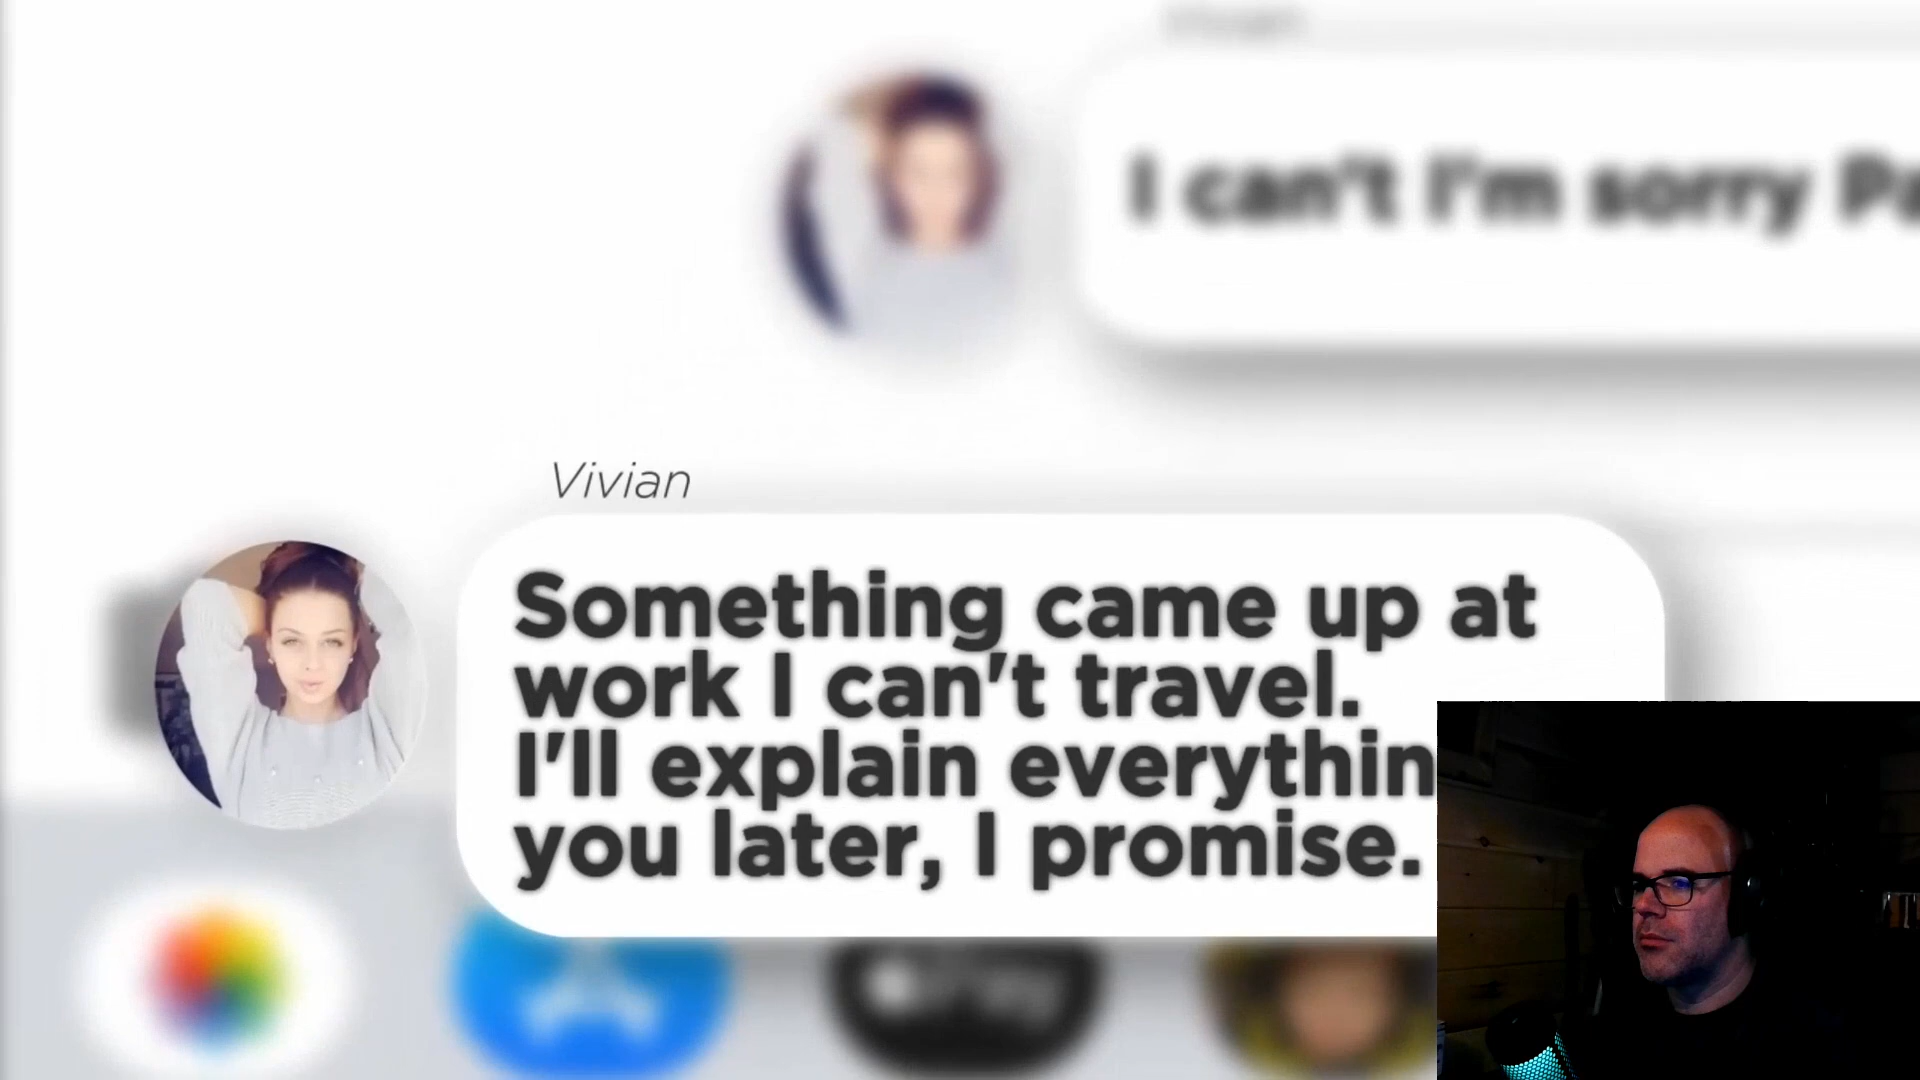 I can't I'm sorry
Vivian
Something came up at
work I can't travel.
I'll explain everythin
you later, I promise.